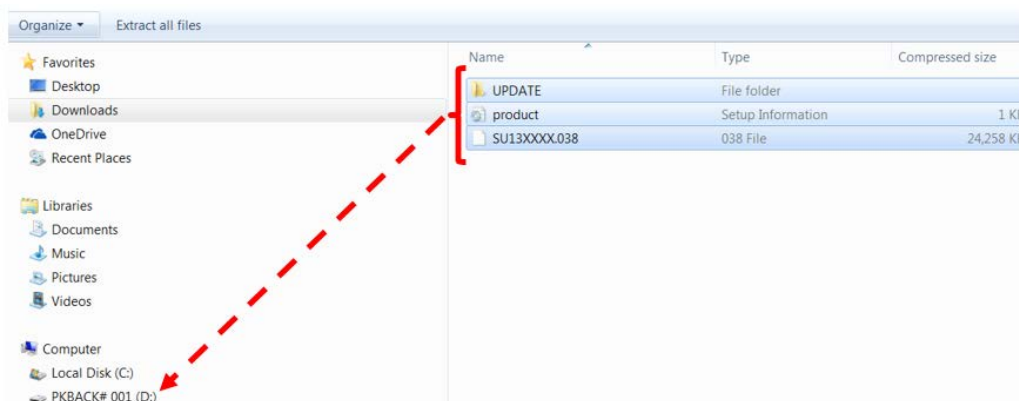 Organize Extract all files
Favorites
Desktop
Downloads
OneDrive
Recent Places
Libraries
Documents
Music
Pictures
Videos
Computer
Local Disk (C:)
PKBACK# 001 (D:)
Name Type Compressed size
UPDATE File folder
product Setup Information 1 K
SU13XXXX.038 038 File 24,258 K